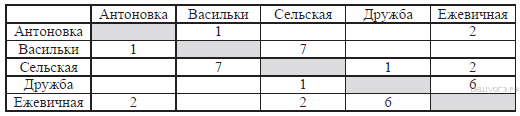 Антоновка Васильки Сельская Дружба Ежевичная
Антоновка 1 2
Васильки 1 7
Сельская 7 1 2
Дружба 1 6
Ежевичная 2 2 6